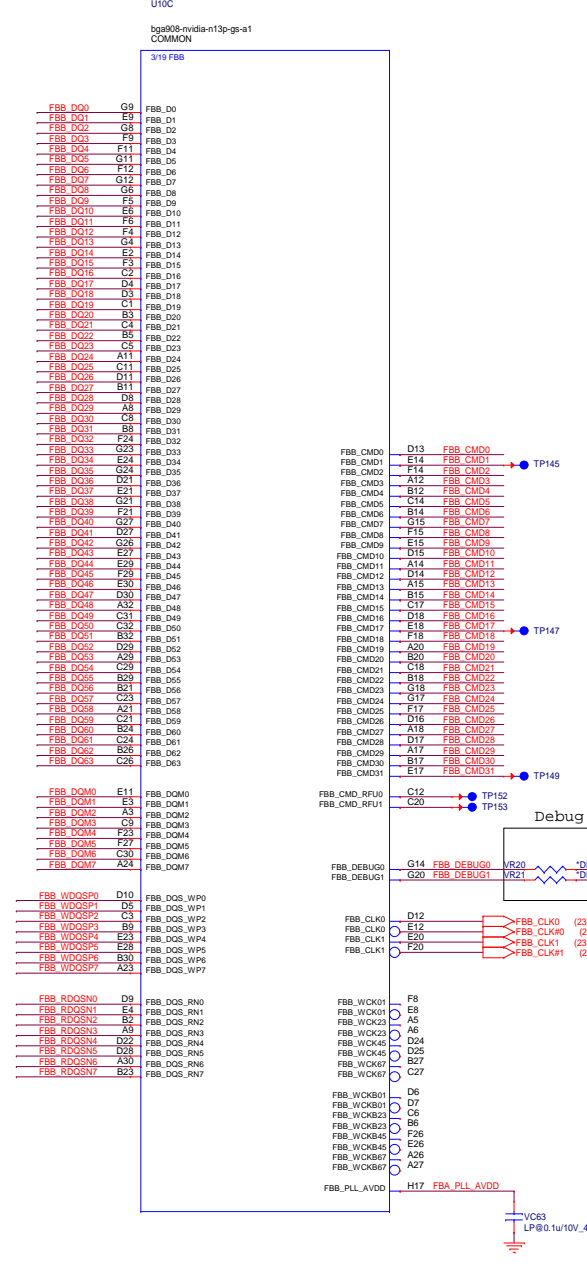 U10C
bga908-nvidia-n13p-gs-a1
COMMON
3/19 FBB
FBB_DQ0 G9 FBB_D0
FBB_DQ1 E9 FBB_D1
FBB_DQ2 G8 FBB_D2
FBB_DQ3 F9 FBB_D3
FBB_DQ4 F11 FBB_D4
FBB_DQ5 G11 FBB_D5
FBB_DQ6 F12 FBB_D6
FBB_DQ7 G12 FBB_D7
FBB_DQ8 G6 FBB_D8
FBB_DQ9 F5 FBB_D9
FBB_DQ10 E6 FBB_D10
FBB_DQ11 F6 FBB_D11
FBB_DQ12 F4 FBB_D12
FBB_DQ13 G4 FBB_D13
FBB_DQ14 E2 FBB_D14
FBB_DQ15 F3 FBB_D15
FBB_DQ16 C2 FBB_D16
FBB_DQ17 D4 FBB_D17
FBB_DQ18 D3 FBB_D18
FBB_DQ19 C1 FBB_D19
FBB_DQ20 B3 FBB_D20
FBB_DQ21 C4 FBB_D21
FBB_DQ22 B5 FBB_D22
FBB_DQ23 C5 FBB_D23
FBB_DQ24 A11 FBB_D24
FBB_DQ25 C11 FBB_D25
FBB_DQ26 D11 FBB_D26
FBB_DQ27 B11 FBB_D27
FBB_DQ28 D8 FBB_D28
FBB_DQ29 A8 FBB_D29
FBB_DQ30 C8 FBB_D30
FBB_DQ31 B8 FBB_D31
FBB_DQ32 F24 FBB_D32
FBB_DQ33 G23 FBB_D33
FBB_DQ34 E24 FBB_D34
FBB_DQ35 G24 FBB_D35
FBB_DQ36 D21 FBB_D36
FBB_DQ37 E21 FBB_D37
FBB_DQ38 G21 FBB_D38
FBB_DQ39 F21 FBB_D39
FBB_DQ40 G27 FBB_D40
FBB_DQ41 D27 FBB_D41
FBB_DQ42 G26 FBB_D42
FBB_DQ43 E27 FBB_D43
FBB_DQ44 E29 FBB_D44
FBB_DQ45 F29 FBB_D45
FBB_DQ46 E30 FBB_D46
FBB_DQ47 D30 FBB_D47
FBB_DQ48 A32 FBB_D48
FBB_DQ49 C31 FBB_D49
FBB_DQ50 C32 FBB_D50
FBB_DQ51 B32 FBB_D51
FBB_DQ52 D29 FBB_D52
FBB_DQ53 A29 FBB_D53
FBB_DQ54 C29 FBB_D54
FBB_DQ55 B29 FBB_D55
FBB_DQ56 B21 FBB_D56
FBB_DQ57 C23 FBB_D57
FBB_DQ58 A21 FBB_D58
FBB_DQ59 C21 FBB_D59
FBB_DQ60 B24 FBB_D60
FBB_DQ61 C24 FBB_D61
FBB_DQ62 B26 FBB_D62
FBB_DQ63 C26 FBB_D63
FBB_DQM0 E11 FBB_DQM0
FBB_DQM1 E3 FBB_DQM1
FBB_DQM2 A3 FBB_DQM2
FBB_DQM3 C9 FBB_DQM3
FBB_DQM4 F23 FBB_DQM4
FBB_DQM5 F27 FBB_DQM5
FBB_DQM6 C30 FBB_DQM6
FBB_DQM7 A24 FBB_DQM7
FBB_WDQSP0 D10 FBB_DQS_WP0
FBB_WDQSP1 D5 FBB_DQS_WP1
FBB_WDQSP2 C3 FBB_DQS_WP2
FBB_WDQSP3 B9 FBB_DQS_WP3
FBB_WDQSP4 E23 FBB_DQS_WP4
FBB_WDQSP5 E28 FBB_DQS_WP5
FBB_WDQSP6 B30 FBB_DQS_WP6
FBB_WDQSP7 A23 FBB_DQS_WP7
FBB_RDQSN0 D9 FBB_DQS_RN0
FBB_RDQSN1 E4 FBB_DQS_RN1
FBB_RDQSN2 B2 FBB_DQS_RN2
FBB_RDQSN3 A9 FBB_DQS_RN3
FBB_RDQSN4 D22 FBB_DQS_RN4
FBB_RDQSN5 D28 FBB_DQS_RN5
FBB_RDQSN6 A30 FBB_DQS_RN6
FBB_RDQSN7 B23 FBB_DQS_RN7
FBB_CMD0 D13 FBB_CMD0
FBB_CMD1 E14 FBB_CMD1 TP145
FBB_CMD2 F14 FBB_CMD2
FBB_CMD3 A12 FBB_CMD3
FBB_CMD4 B12 FBB_CMD4
FBB_CMD5 C14 FBB_CMD5
FBB_CMD6 B14 FBB_CMD6
FBB_CMD7 G15 FBB_CMD7
FBB_CMD8 F15 FBB_CMD8
FBB_CMD9 E15 FBB_CMD9
FBB_CMD10 D15 FBB_CMD10
FBB_CMD11 A14 FBB_CMD11
FBB_CMD12 D14 FBB_CMD12
FBB_CMD13 A15 FBB_CMD13
FBB_CMD14 B15 FBB_CMD14
FBB_CMD15 C17 FBB_CMD15
FBB_CMD16 D18 FBB_CMD16
FBB_CMD17 E18 FBB_CMD17 TP147
FBB_CMD18 F18 FBB_CMD18
FBB_CMD19 A20 FBB_CMD19
FBB_CMD20 B20 FBB_CMD20
FBB_CMD21 C18 FBB_CMD21
FBB_CMD22 B18 FBB_CMD22
FBB_CMD23 G18 FBB_CMD23
FBB_CMD24 G17 FBB_CMD24
FBB_CMD25 F17 FBB_CMD25
FBB_CMD26 D16 FBB_CMD26
FBB_CMD27 A18 FBB_CMD27
FBB_CMD28 D17 FBB_CMD28
FBB_CMD29 A17 FBB_CMD29
FBB_CMD30 B17 FBB_CMD30
FBB_CMD31 E17 FBB_CMD31 TP149
FBB_CMD_RFU0 C12 TP152
FBB_CMD_RFU1 C20 TP153
Debug
FBB_DEBUG0 G14 FBB_DEBUG0 VR20
FBB_DEBUG1 G20 FBB_DEBUG1 VR21
FBB_CLK0 D12 FBB_CLK0 (23
FBB_CLK0 E12 FBB_CLK#0 (2
FBB_CLK1 E20 FBB_CLK1 (23
FBB_CLK1 F20 FBB_CLK#1 (2
FBB_WCK01 F8
FBB_WCK01 E8
FBB_WCK23 A5
FBB_WCK23 A6
FBB_WCK45 D24
FBB_WCK45 D25
FBB_WCK67 B27
FBB_WCK67 C27
FBB_WCKB01 D6
FBB_WCKB01 D7
FBB_WCKB23 C6
FBB_WCKB23 B6
FBB_WCKB45 F26
FBB_WCKB45 E26
FBB_WCKB67 A26
FBB_WCKB67 A27
FBB_PLL_AVDD H17 FBA_PLL_AVDD
VC63
LP@0.1u/10V_4